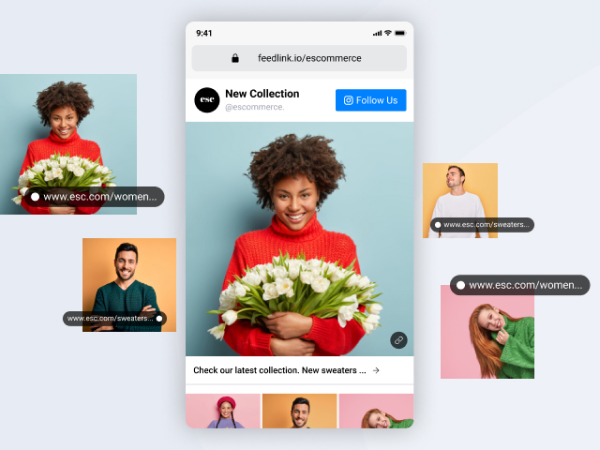 9:41
feedlink.io/escommerce
esc
New Collection
@escommerce.
Follow Us
www.esc.com/women...
www.esc.com/sweaters...
www.esc.com/sweaters...
www.esc.com/women...
Check our latest collection. New sweaters ... →